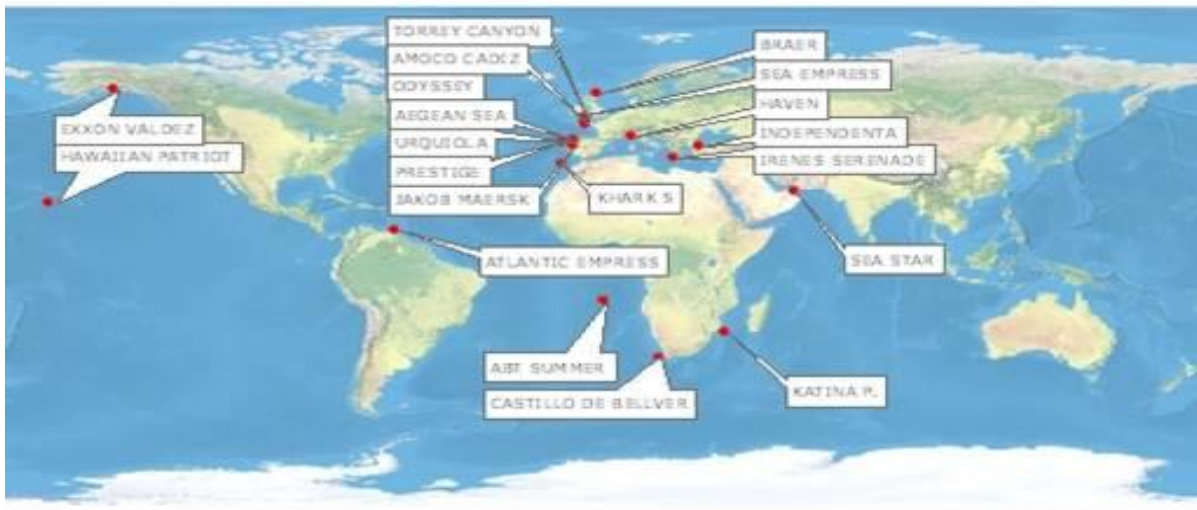 TORREY CANYON
AMOCO CADIZ
ODYSSEY
AEGEAN SEA
URQUIOLA
PRESTIGE
JAKOB MAERSK
KHARK 5
BRAER
SEA EMPRESS
HAVEN
INDEPENDENTA
IRENES SERENADE
EXXON VALDEZ
HAWAIIAN PATRIOT
ATLANTIC EMPRESS
SEA STAR
ABT SUMMER
CASTILLO DE BELLVER
KATINA P.